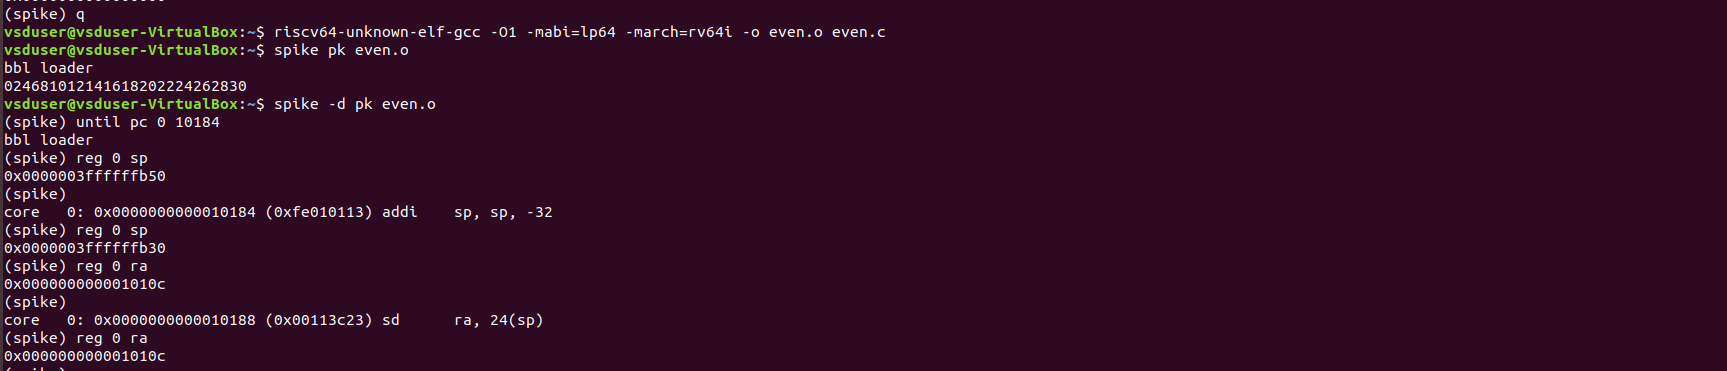 (spike) q
vsduser@vsduser-VirtualBox:~$ riscv64-unknown-elf-gcc -O1 -mabi=lp64 -march=rv64i -o even.o even.c
vsduser@vsduser-VirtualBox:~$ spike pk even.o
bbl loader
024681012141618202224262830
vsduser@vsduser-VirtualBox:~$ spike -d pk even.o
(spike) until pc 0 10184
bbl loader
(spike) reg 0 sp
0x0000003ffffffb50
(spike)
core   0: 0x0000000000010184 (0xfe010113) addi    sp, sp, -32
(spike) reg 0 sp
0x0000003ffffffb30
(spike) reg 0 ra
0x000000000001010c
(spike)
core   0: 0x0000000000010188 (0x00113c23) sd      ra, 24(sp)
(spike) reg 0 ra
0x000000000001010c